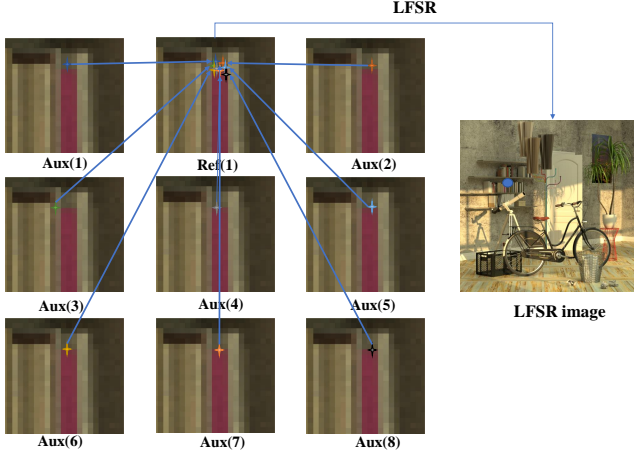 LFSR
Aux(1)
Ref(1)
Aux(2)
Aux(3)
Aux(4)
Aux(5)
LFSR image
Aux(6)
Aux(7)
Aux(8)